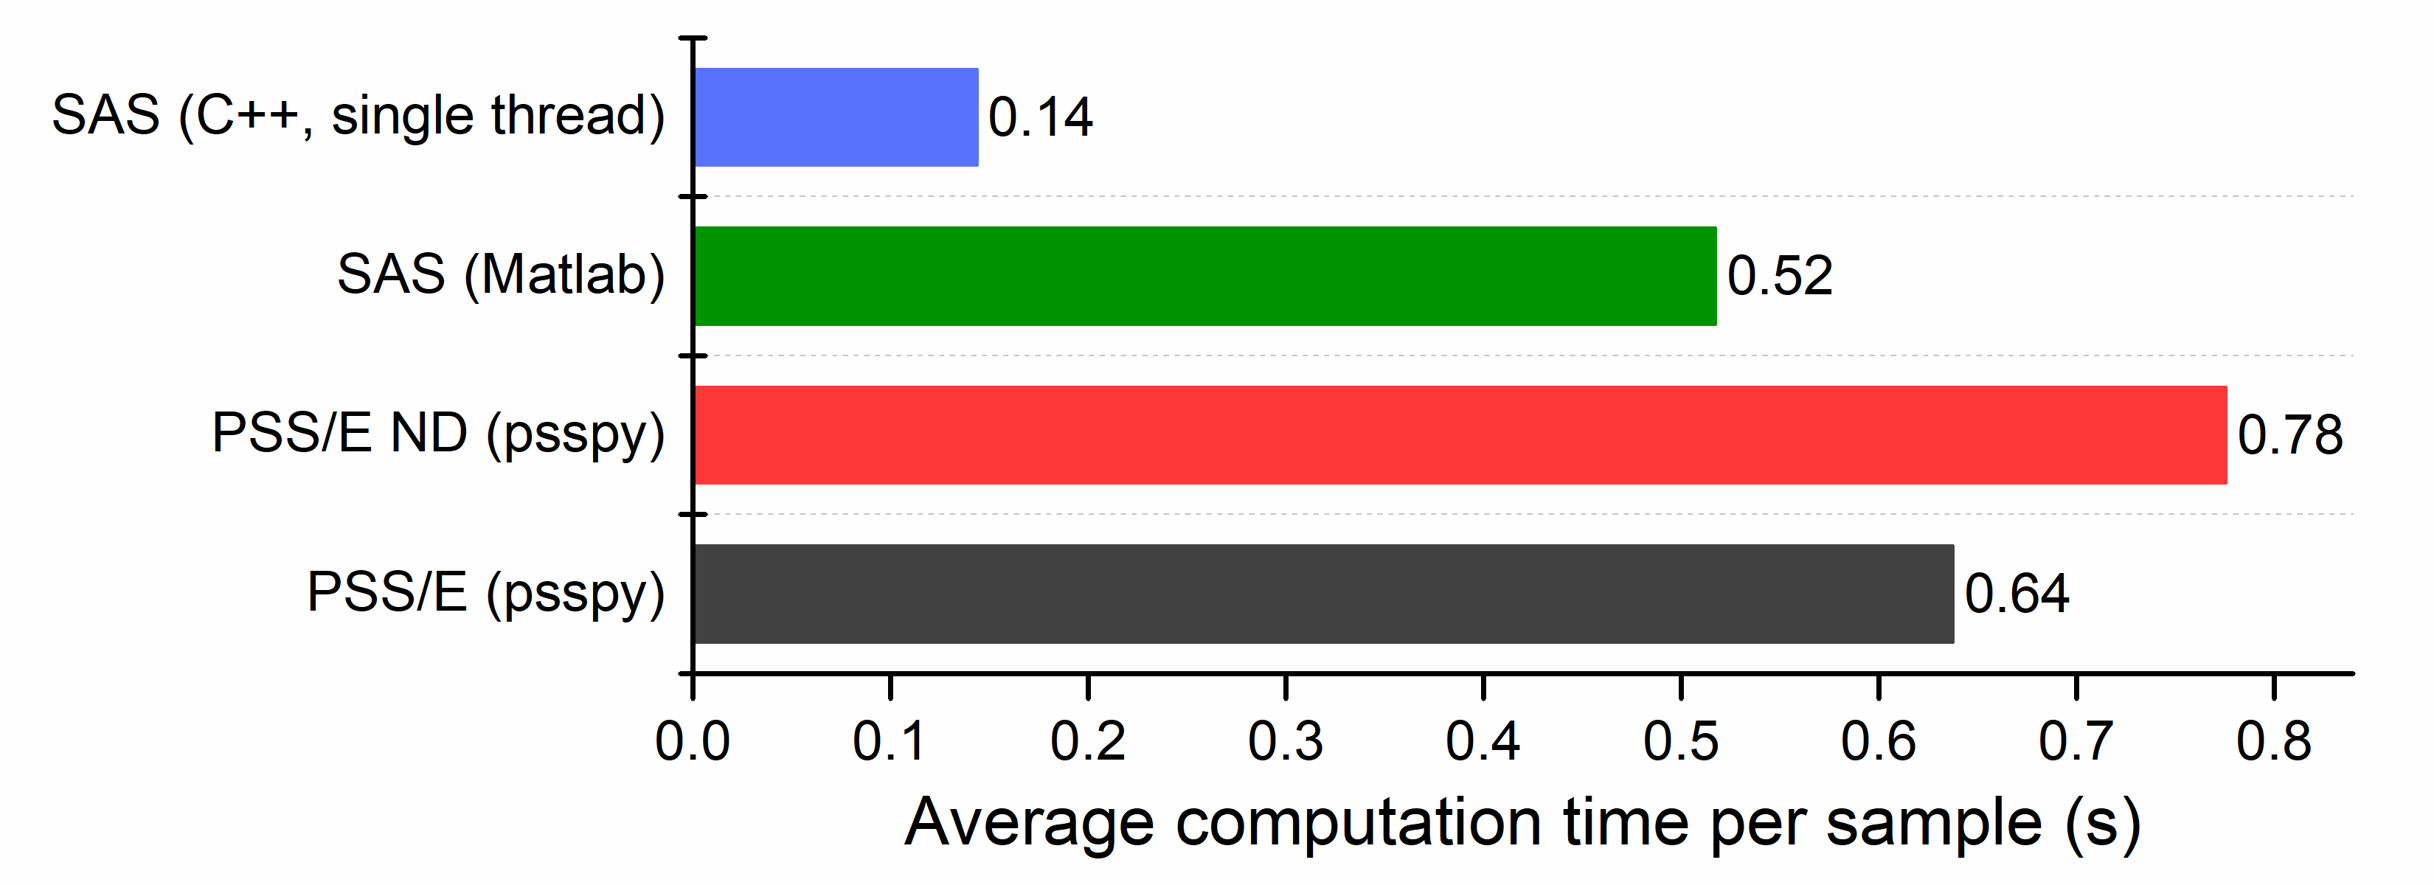 SAS (C++, single thread)
0.14
SAS (Matlab)
0.52
PSS/E ND (psspy)
0.78
PSS/E (psspy)
0.64
0.0 0.1 0.2 0.3 0.4 0.5 0.6 0.7 0.8
Average computation time per sample (s)